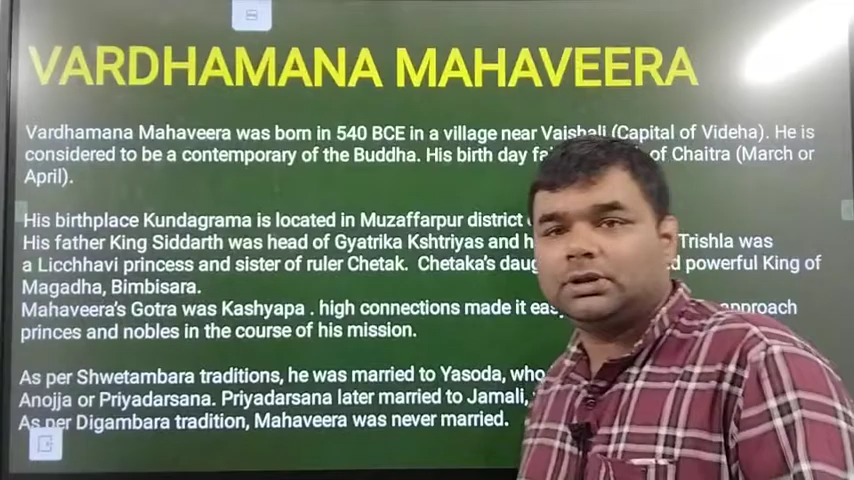 VARDHAMANA MAHAVEERA
Vardhamana Mahaveera was born in 540 BCE in a village near Vaishali (Capital of Videha). He is
considered to be a contemporary of the Buddha. His birth day of Chaitra (March or
April).
His birthplace Kundagrama is located in Muzaffarpur district
His father King Siddarth was head of Gyatrika Kshtriyas and Trishla was
a Licchhavi princess and sister of ruler Chetak. Chetaka's powerful King of
Magadha, Bimbisara.
Mahaveera's Gotra was Kashyapa . high connections made it approach
princes and nobles in the course of his mission.
As per Shwetambara traditions, he was married to Yasoda, who
Anojja or Priyadarsana. Priyadarsana later married to Jamali,
As per Digambara tradition, Mahaveera was never married.